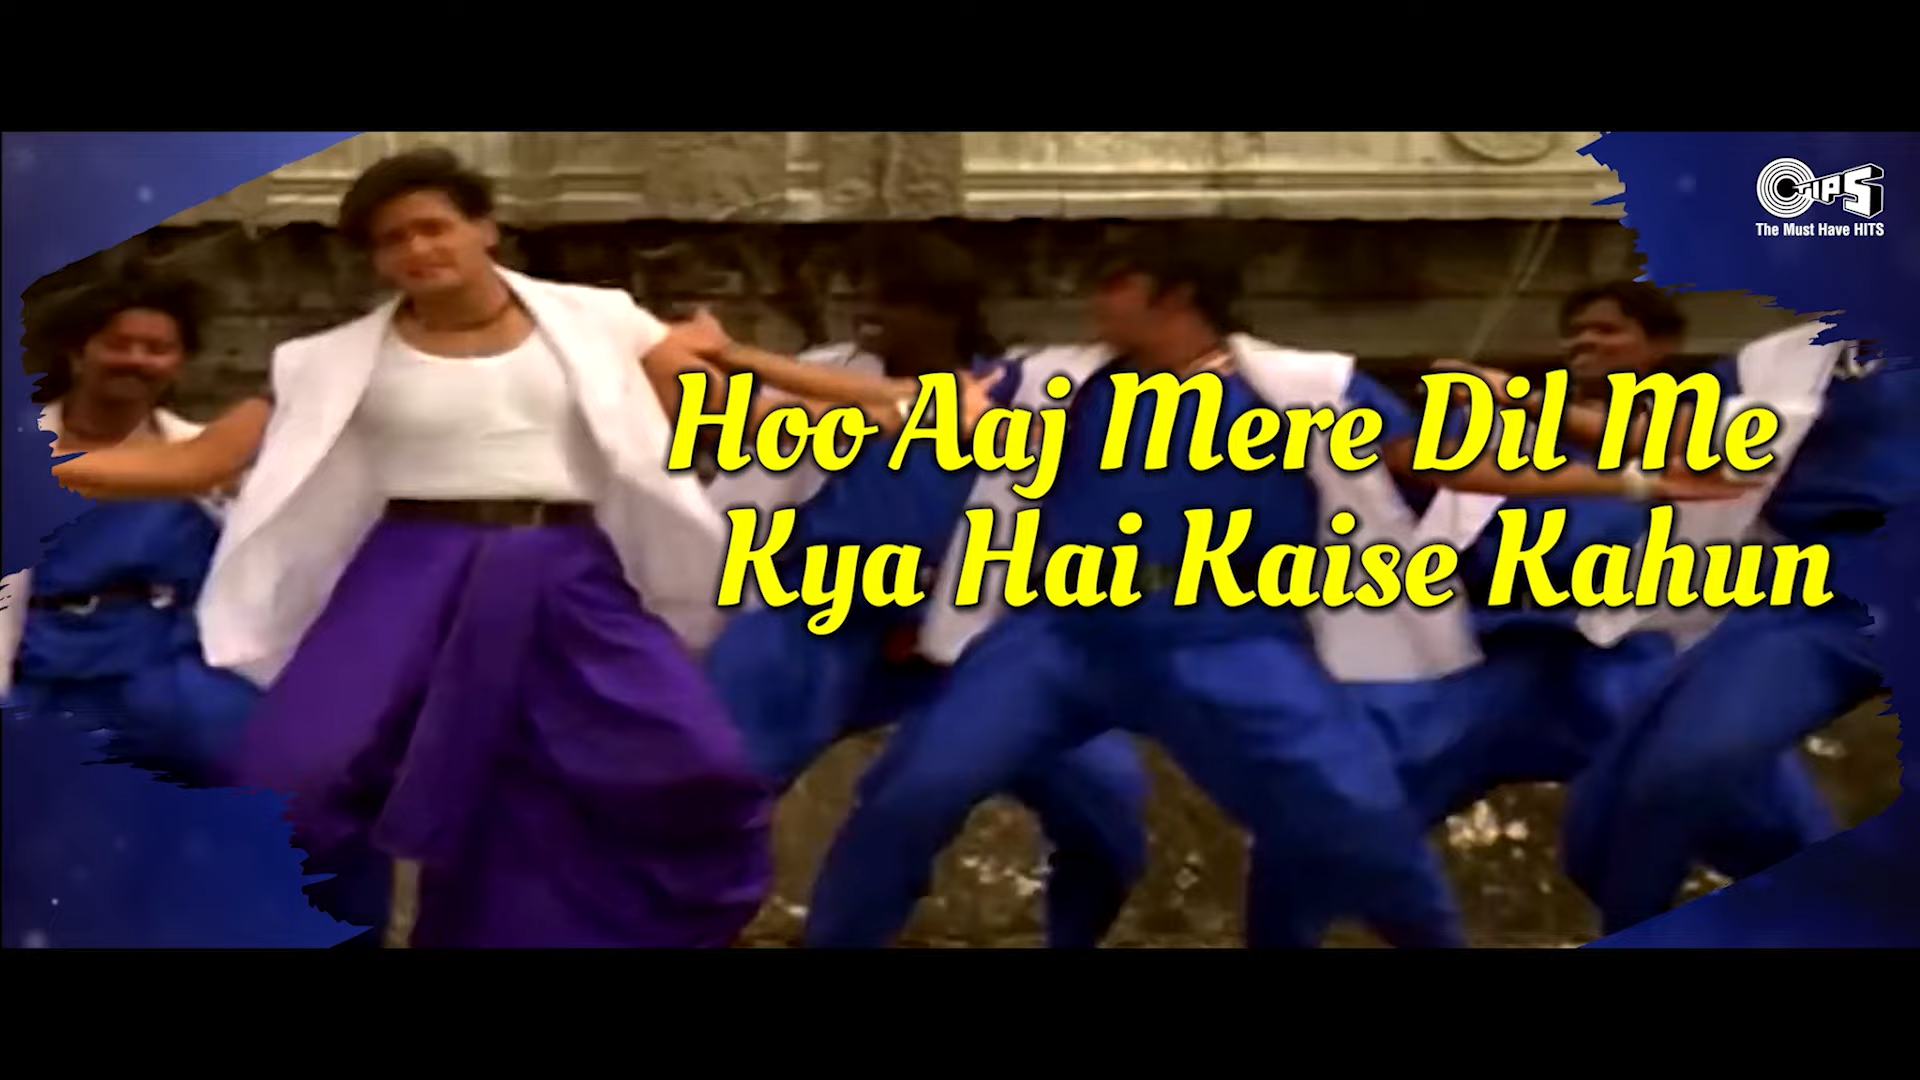 TIPS
The Must Have HITS
Hoo Aaj Mere Dil Me
Kya Hai Kaise Kahun